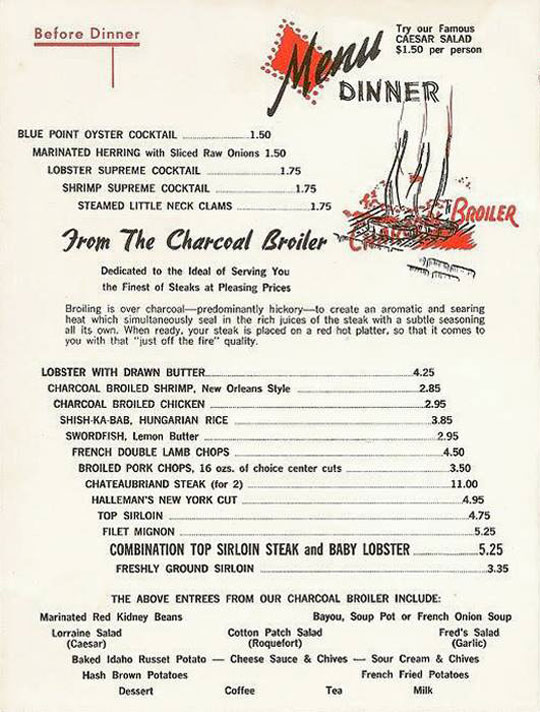 Before Dinner
Menu
DINNER
Try our Famous
CAESAR SALAD
$1.50 per person
BLUE POINT OYSTER COCKTAIL 1.50
MARINATED HERRING with Sliced Raw Onions 1.50
LOBSTER SUPREME COCKTAIL 1.75
SHRIMP SUPREME COCKTAIL 1.75
STEAMED LITTLE NECK CLAMS 1.75
CHARCOAL BROILER
From The Charcoal Broiler
Dedicated to the Ideal of Serving You
the Finest of Steaks at Pleasing Prices
Broiling is over charcoal—predominantly hickory—to create an aromatic and searing
heat which simultaneously seal in the rich juices of the steak with a subtle seasoning
all its own. When ready, your steak is placed on a red hot platter, so that it comes to
you with that "just off the fire" quality.
LOBSTER WITH DRAWN BUTTER 4.25
CHARCOAL BROILED SHRIMP, New Orleans Style 2.85
CHARCOAL BROILED CHICKEN 2.95
SHISH-KA-BAB, HUNGARIAN RICE 3.85
SWORDFISH, Lemon Butter 2.95
FRENCH DOUBLE LAMB CHOPS 4.50
BROILED PORK CHOPS, 16 ozs. of choice center cuts 3.50
CHATEAUBRIAND STEAK (for 2) 11.00
HALLEMAN'S NEW YORK CUT 4.95
TOP SIRLOIN 4.75
FILET MIGNON 5.25
COMBINATION TOP SIRLOIN STEAK and BABY LOBSTER 5.25
FRESHLY GROUND SIRLOIN 3.35
THE ABOVE ENTREES FROM OUR CHARCOAL BROILER INCLUDE:
Marinated Red Kidney Beans Bayou, Soup Pot or French Onion Soup
Lorraine Salad Cotton Patch Salad Fred's Salad
(Caesar) (Roquefort) (Garlic)
Baked Idaho Russet Potato — Cheese Sauce & Chives — Sour Cream & Chives
Hash Brown Potatoes French Fried Potatoes
Dessert Coffee Tea Milk